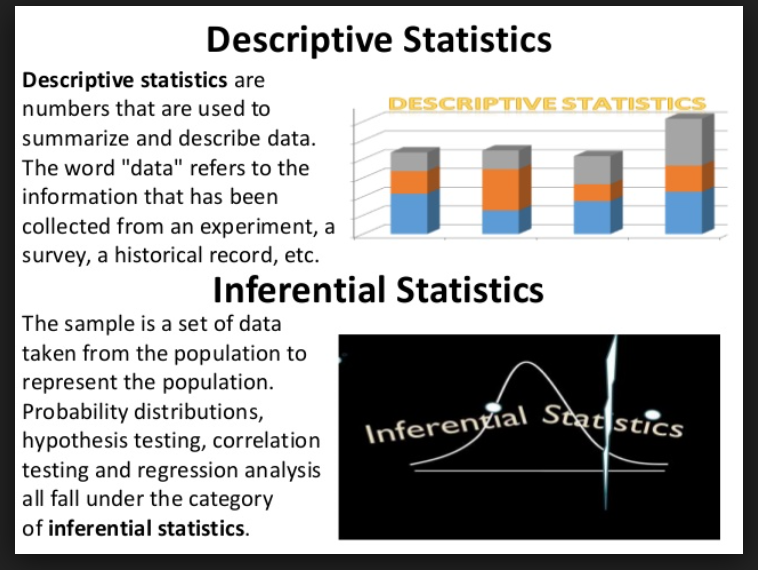 Descriptive Statistics
Descriptive statistics are
numbers that are used to
summarize and describe data.
The word "data" refers to the
information that has been
collected from an experiment, a
survey, a historical record, etc.
DESCRIPTIVE STATISTICS
Inferential Statistics
The sample is a set of data
taken from the population to
represent the population.
Probability distributions,
hypothesis testing, correlation
testing and regression analysis
all fall under the category
of inferential statistics.
Inferential Statistics